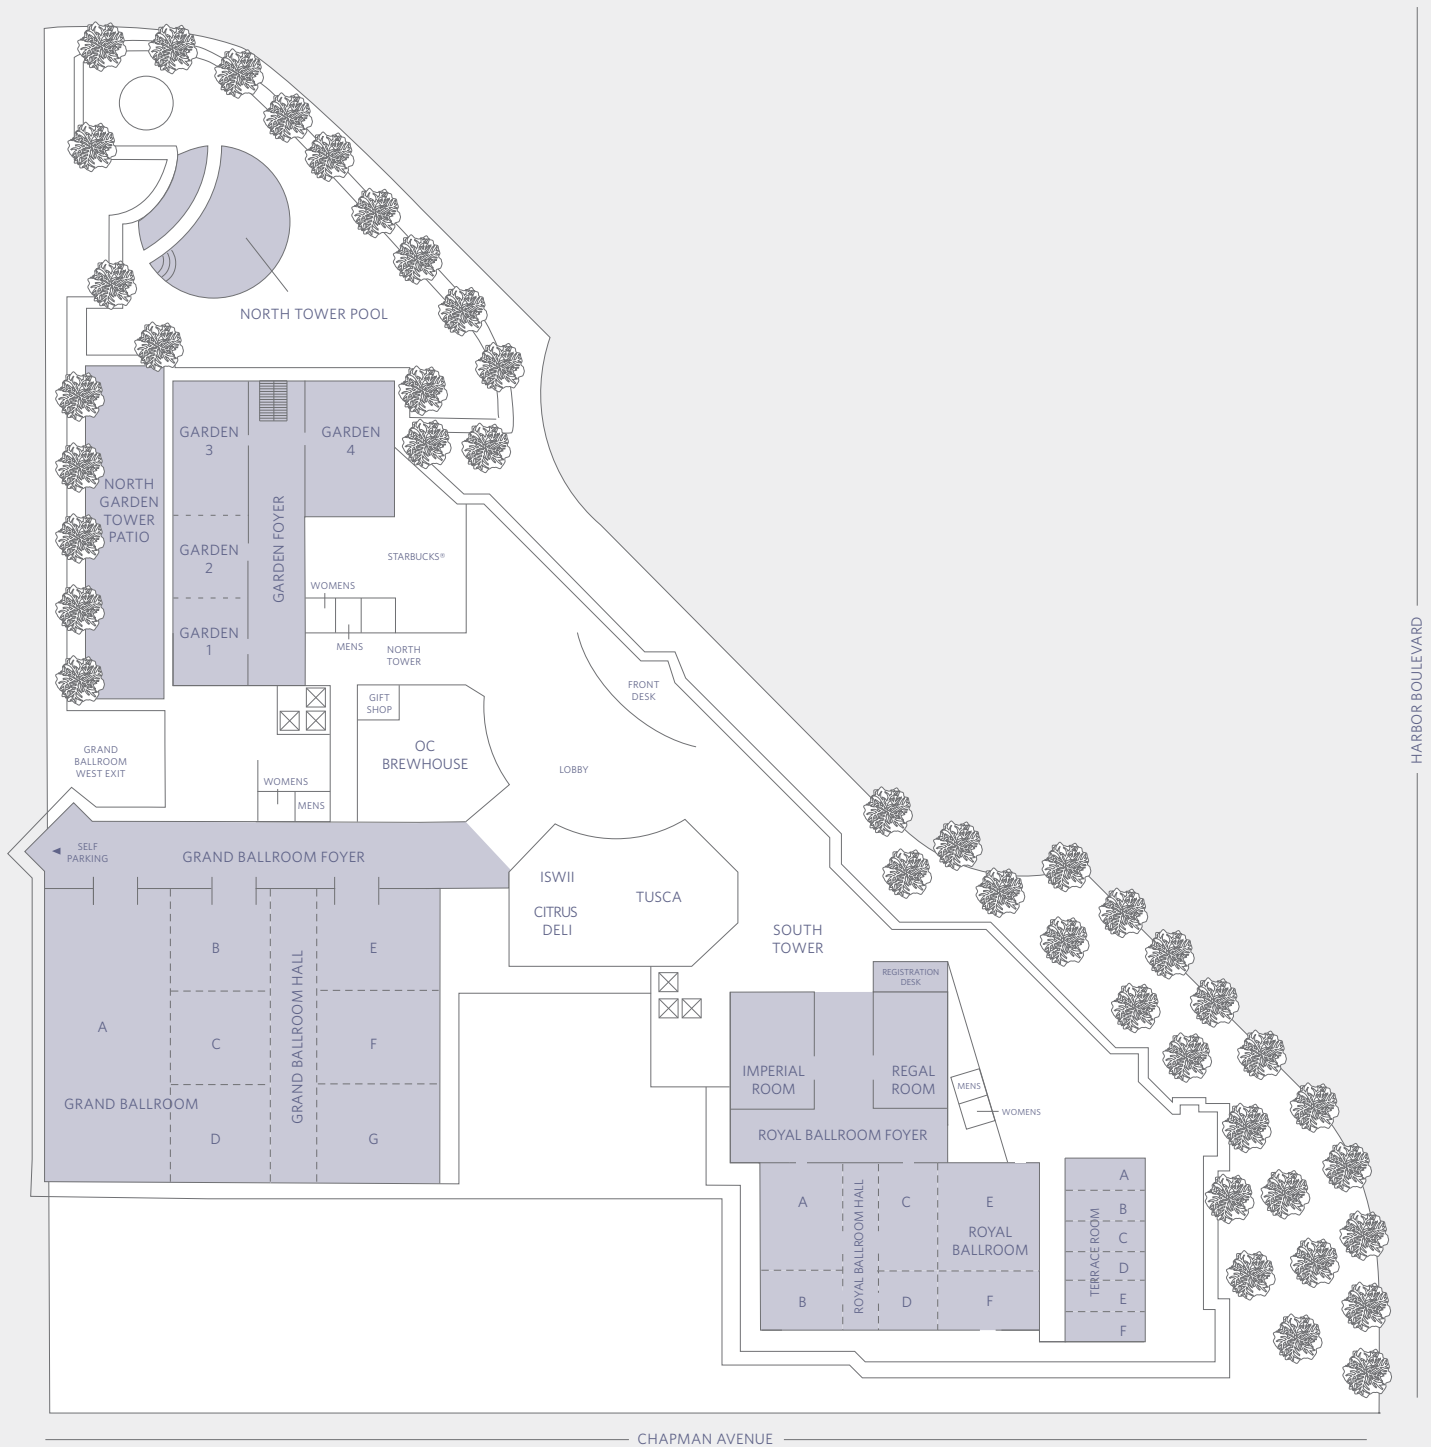 NORTH TOWER POOL
GARDEN
3
GARDEN
4
NORTH
GARDEN
TOWER
PATIO
GARDEN FOYER
GARDEN
2
STARBUCKS®
WOMENS
GARDEN
1
MENS
NORTH
TOWER
GIFT
SHOP
FRONT
DESK
HARBOR BOULEVARD
GRAND
BALLROOM
WEST EXIT
OC
BREWHOUSE
LOBBY
WOMENS
MENS
SELF
PARKING
GRAND BALLROOM FOYER
ISWII
CITRUS
DELI
TUSCA
SOUTH
TOWER
A
B
C
D
GRAND BALLROOM
GRAND BALLROOM HALL
E
F
G
REGISTRATION
DESK
IMPERIAL
ROOM
REGAL
ROOM
MENS
WOMENS
ROYAL BALLROOM FOYER
A
B
ROYAL BALLROOM HALL
C
D
E
ROYAL
BALLROOM
F
TERRACE ROOM
A
B
C
D
E
F
CHAPMAN AVENUE